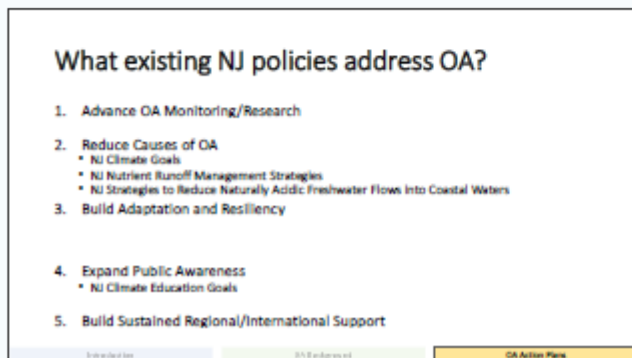 What existing NJ policies address OA?
1. Advance OA Monitoring/Research
2. Reduce Causes of OA
• NJ Climate Goals
• NJ Nutrient Runoff Management Strategies
• NJ Strategies to Reduce Naturally Acidic Freshwater Flows into Coastal Waters
3. Build Adaptation and Resiliency
4. Expand Public Awareness
• NJ Climate Education Goals
5. Build Sustained Regional/International Support
Introduction
OA Action Plans